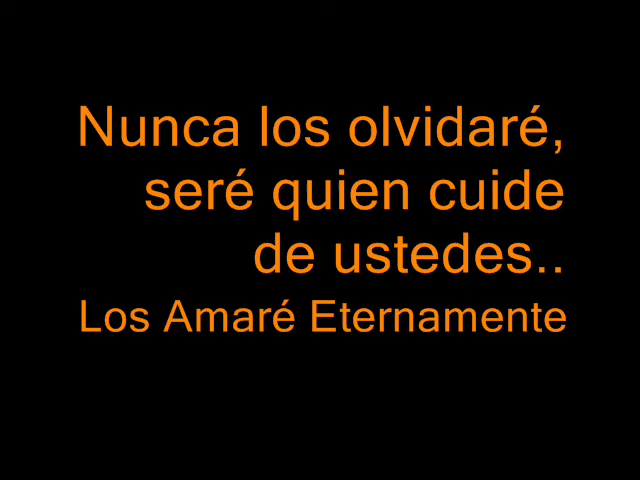 Nunca los olvidaré,
seré quien cuide
de ustedes..
Los Amaré Eternamente